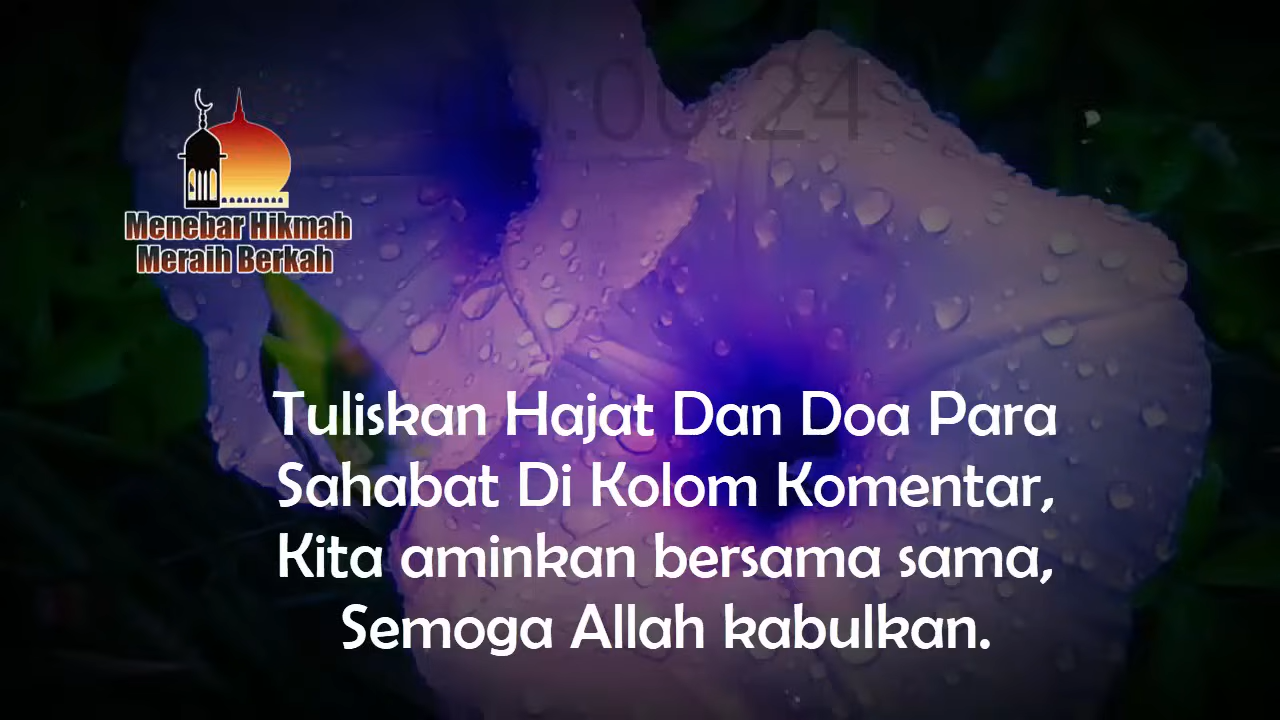 Menebar Hikmah
Meraih Berkah
Tuliskan Hajat Dan Doa Para
Sahabat Di Kolom Komentar,
Kita aminkan bersama sama,
Semoga Allah kabulkan.